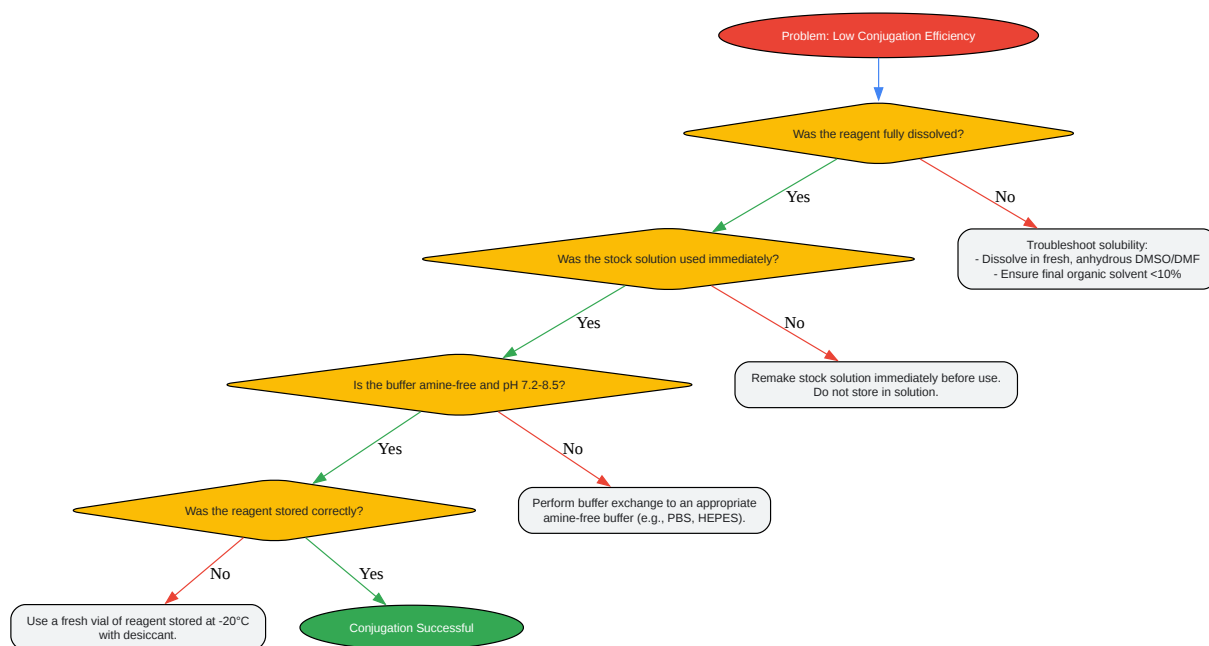 Problem: Low Conjugation Efficiency
Was the reagent fully dissolved?
Yes
No
Troubleshoot solubility:
- Dissolve in fresh, anhydrous DMSO/DMF
- Ensure final organic solvent <10%
Was the stock solution used immediately?
Yes
No
Remake stock solution immediately before use.
Do not store in solution.
Is the buffer amine-free and pH 7.2-8.5?
Yes
No
Perform buffer exchange to an appropriate
amine-free buffer (e.g., PBS, HEPES).
Was the reagent stored correctly?
No
Yes
Use a fresh vial of reagent stored at -20°C
with desiccant.
Conjugation Successful